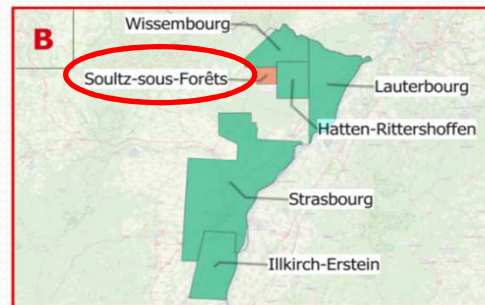 B
Wissembourg
Soultz-sous-Forêts
Lauterbourg
Hatten-Rittershoffen
Strasbourg
Illkirch-Erstein